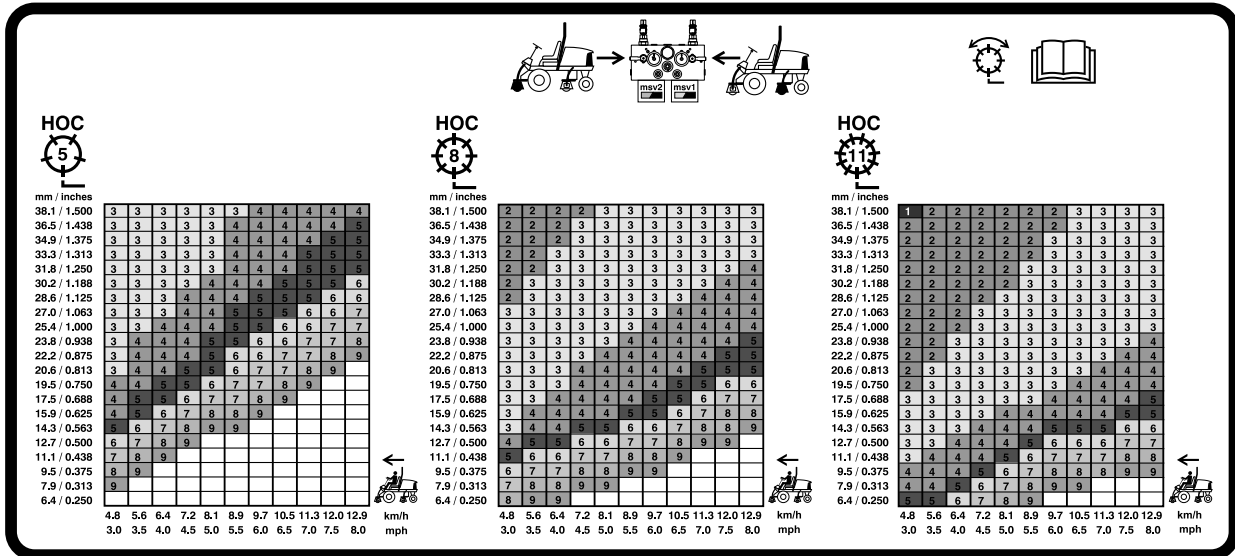 msv2 msv1
HOC
5
mm / inches
38.1 / 1.500 3 3 3 3 3 3 4 4 4 4 4
36.5 / 1.438 3 3 3 3 3 4 4 4 4 4 5
34.9 / 1.375 3 3 3 3 3 4 4 4 4 5 5
33.3 / 1.313 3 3 3 3 3 4 4 4 5 5 5
31.8 / 1.250 3 3 3 3 3 4 4 4 5 5 5
30.2 / 1.188 3 3 3 3 4 4 4 5 5 5 6
28.6 / 1.125 3 3 3 4 4 4 5 5 5 6 6
27.0 / 1.063 3 3 3 4 4 5 5 5 6 6 7
25.4 / 1.000 3 3 4 4 4 5 5 6 6 7 7
23.8 / 0.938 3 4 4 4 5 5 6 6 7 7 8
22.2 / 0.875 3 4 4 4 5 6 6 7 7 8 9
20.6 / 0.813 3 4 4 5 5 6 7 7 8 9
19.5 / 0.750 4 4 5 5 6 7 7 8 9
17.5 / 0.688 4 5 5 6 7 7 8 9
15.9 / 0.625 4 5 6 7 7 8 9
14.3 / 0.563 5 6 7 8 9 9
12.7 / 0.500 6 7 8 9
11.1 / 0.438 7 8 9
9.5 / 0.375 8 9
7.9 / 0.313 9
6.4 / 0.250
4.8 5.6 6.4 7.2 8.1 8.9 9.7 10.5 11.3 12.0 12.9 km/h
3.0 3.5 4.0 4.5 5.0 5.5 6.0 6.5 7.0 7.5 8.0 mph
HOC
8
mm / inches
38.1 / 1.500 2 2 2 2 3 3 3 3 3 3 3
36.5 / 1.438 2 2 2 3 3 3 3 3 3 3 3
34.9 / 1.375 2 2 2 3 3 3 3 3 3 3 3
33.3 / 1.313 2 2 3 3 3 3 3 3 3 3 3
31.8 / 1.250 2 2 3 3 3 3 3 3 3 3 4
30.2 / 1.188 2 3 3 3 3 3 3 3 3 4 4
28.6 / 1.125 2 3 3 3 3 3 3 3 4 4 4
27.0 / 1.063 3 3 3 3 3 3 3 4 4 4 4
25.4 / 1.000 3 3 3 3 3 3 4 4 4 4 4
23.8 / 0.938 3 3 3 3 3 4 4 4 4 4 5
22.2 / 0.875 3 3 3 3 4 4 4 4 4 5 5
20.6 / 0.813 3 3 3 4 4 4 4 4 5 5 5
19.5 / 0.750 3 3 3 4 4 4 4 5 5 6 6
17.5 / 0.688 3 3 4 4 4 4 5 5 6 7 7
15.9 / 0.625 3 4 4 4 4 5 5 6 7 8 8
14.3 / 0.563 3 4 4 5 5 6 6 7 8 8 9
12.7 / 0.500 4 5 5 6 6 7 7 8 9 9
11.1 / 0.438 5 6 6 7 7 8 8 9
9.5 / 0.375 6 7 7 8 8 9 9
7.9 / 0.313 7 8 8 9 9
6.4 / 0.250 8 9 9
4.8 5.6 6.4 7.2 8.1 8.9 9.7 10.5 11.3 12.0 12.9 km/h
3.0 3.5 4.0 4.5 5.0 5.5 6.0 6.5 7.0 7.5 8.0 mph
HOC
11
mm / inches
38.1 / 1.500 1 2 2 2 2 2 2 3 3 3 3
36.5 / 1.438 2 2 2 2 2 2 2 3 3 3 3
34.9 / 1.375 2 2 2 2 2 2 3 3 3 3 3
33.3 / 1.313 2 2 2 2 2 3 3 3 3 3 3
31.8 / 1.250 2 2 2 2 2 3 3 3 3 3 3
30.2 / 1.188 2 2 2 2 2 3 3 3 3 3 3
28.6 / 1.125 2 2 2 2 3 3 3 3 3 3 3
27.0 / 1.063 2 2 2 3 3 3 3 3 3 3 3
25.4 / 1.000 2 2 2 3 3 3 3 3 3 3 3
23.8 / 0.938 2 2 3 3 3 3 3 3 3 3 4
22.2 / 0.875 2 2 3 3 3 3 3 3 3 4 4
20.6 / 0.813 2 3 3 3 3 3 3 3 4 4 4
19.5 / 0.750 2 3 3 3 3 3 3 4 4 4 4
17.5 / 0.688 3 3 3 3 3 3 4 4 4 4 5
15.9 / 0.625 3 3 3 3 4 4 4 4 4 5 5
14.3 / 0.563 3 3 3 4 4 4 5 5 5 6 6
12.7 / 0.500 3 3 4 4 4 5 6 6 6 7 7
11.1 / 0.438 3 4 4 4 5 6 6 7 7 8 8
9.5 / 0.375 4 4 4 5 6 7 8 8 8 9 9
7.9 / 0.313 4 4 5 6 7 8 9 9
6.4 / 0.250 5 5 6 7 8 9
4.8 5.6 6.4 7.2 8.1 8.9 9.7 10.5 11.3 12.0 12.9 km/h
3.0 3.5 4.0 4.5 5.0 5.5 6.0 6.5 7.0 7.5 8.0 mph